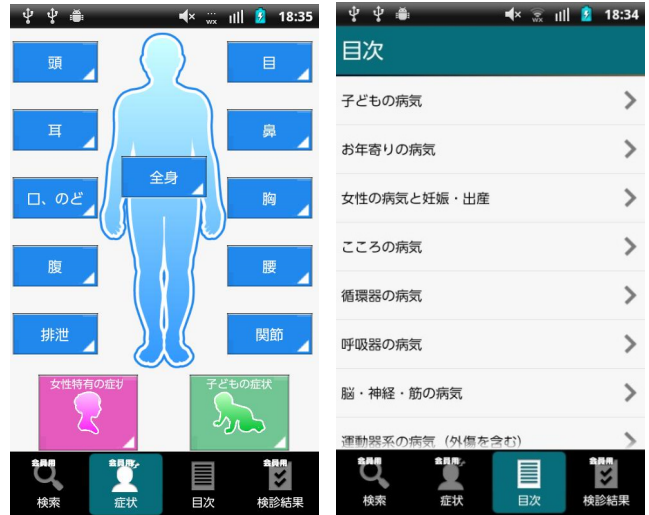 18:35
頭
目
耳
鼻
全身
口、のど
胸
腹
腰
排泄
関節
女性特有の症状
子どもの症状
会員用
検索
会員用
症状
目次
会員用
検診結果
18:34
目次
子どもの病気
お年寄りの病気
女性の病気と妊娠・出産
こころの病気
循環器の病気
呼吸器の病気
脳・神経・筋の病気
運動器系の病気（外傷を含む）
会員用
検索
会員用
症状
目次
会員用
検診結果